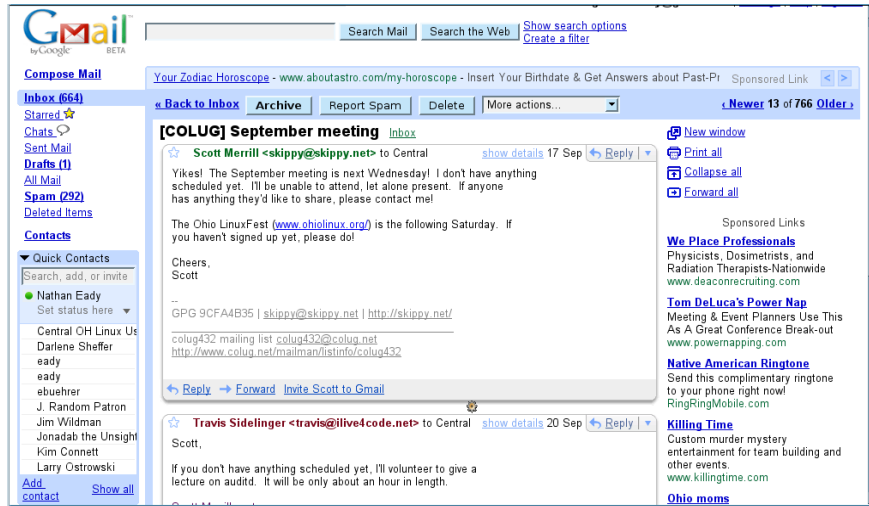 Gmail
by Google BETA
Search Mail
Search the Web
Show search options
Create a filter
Compose Mail
Inbox (664)
Starred
Chats
Sent Mail
Drafts (1)
All Mail
Spam (292)
Deleted Items
Contacts
Quick Contacts
Search, add, or invite
Nathan Eady
Set status here
Central OH Linux Us
Darlene Sheffer
eady
eady
ebuehrer
J. Random Patron
Jim Wildman
Jonadab the Unsight
Kim Connett
Larry Ostrowski
Add contact
Show all
Your Zodiac Horoscope - www.aboutastro.com/my-horoscope - Insert Your Birthdate & Get Answers about Past-Pr
Sponsored Link < >
« Back to Inbox
Archive
Report Spam
Delete
More actions...
‹ Newer 13 of 766 Older ›
[COLUG] September meeting Inbox
Scott Merrill <skippy@skippy.net> to Central show details 17 Sep Reply
Yikes! The September meeting is next Wednesday! I don't have anything
scheduled yet. I'll be unable to attend, let alone present. If anyone
has anything they'd like to share, please contact me!
The Ohio LinuxFest (www.ohiolinux.org/) is the following Saturday. If
you haven't signed up yet, please do!
Cheers,
Scott
--
GPG 9CFA4B35 | skippy@skippy.net | http://skippy.net/
colug432 mailing list colug432@colug.net
http://www.colug.net/mailman/listinfo/colug432
Reply Forward Invite Scott to Gmail
Travis Sidelinger <travis@ilive4code.net> to Central show details 20 Sep Reply
Scott,
If you don't have anything scheduled yet, I'll volunteer to give a
lecture on auditd. It will be only about an hour in length.
New window
Print all
Collapse all
Forward all
Sponsored Links
We Place Professionals
Physicists, Dosimetrists, and
Radiation Therapists-Nationwide
www.deaconrecruiting.com
Tom DeLuca's Power Nap
Meeting & Event Planners Use This
As A Great Conference Break-out
www.powernapping.com
Native American Ringtone
Send this complimentary ringtone
to your phone right now!
RingRingMobile.com
Killing Time
Custom murder mystery
entertainment for team building and
other events.
www.killingtime.com
Ohio moms